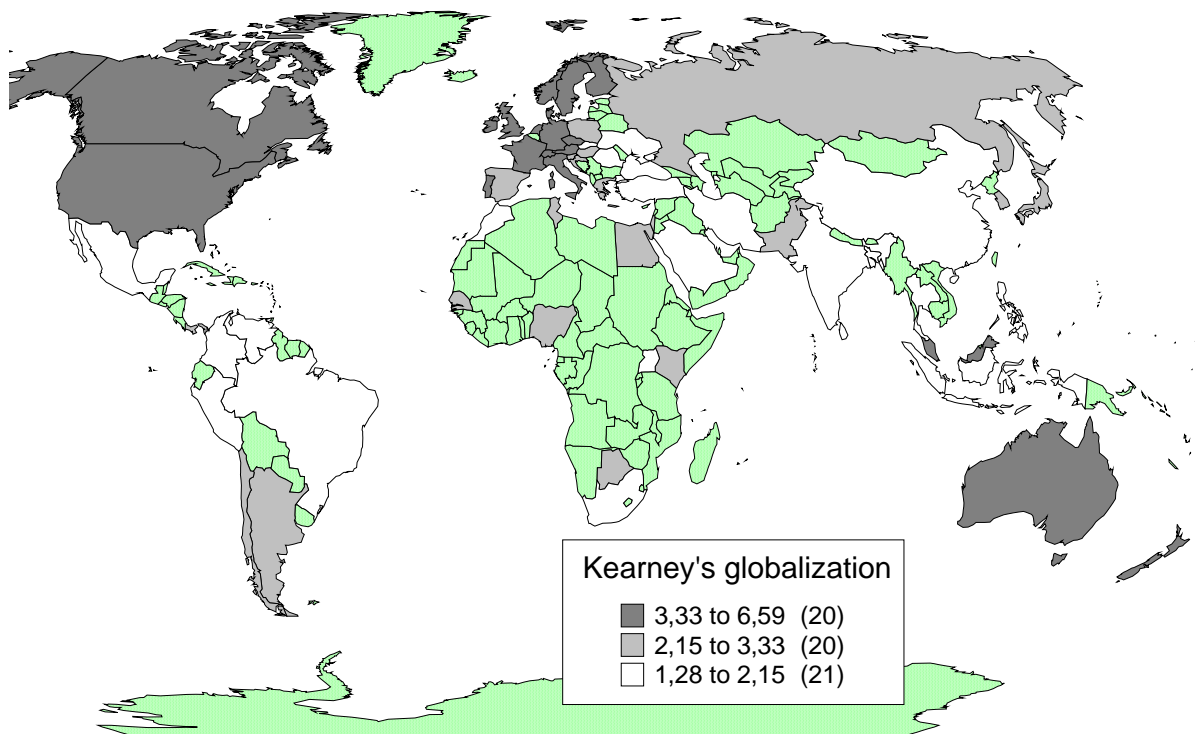 Kearney's globalization
3,33 to 6,59 (20)
2,15 to 3,33 (20)
1,28 to 2,15 (21)